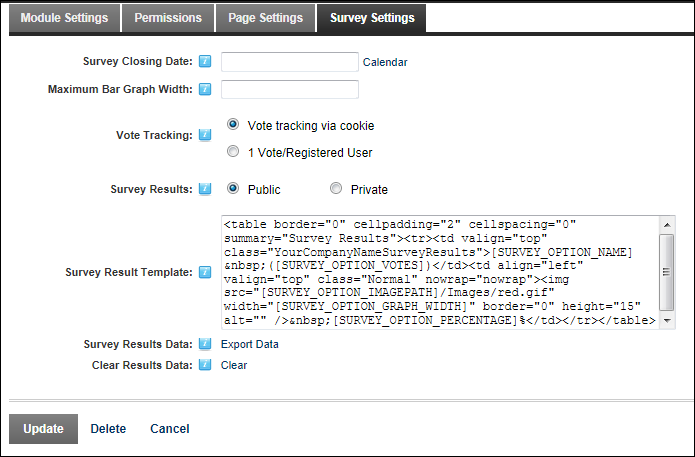 Module Settings Permissions Page Settings Survey Settings
Survey Closing Date: Calendar
Maximum Bar Graph Width:
Vote Tracking: Vote tracking via cookie
1 Vote/Registered User
Survey Results: Public Private
Survey Result Template:
<table border="0" cellpadding="2" cellspacing="0"
summary="Survey Results"><tr><td valign="top"
class="YourCompanyNameSurveyResults">[SURVEY_OPTION_NAME]
&nbsp;([SURVEY_OPTION_VOTES])</td><td align="left"
valign="top" class="Normal" nowrap="nowrap"><img
src="[SURVEY_OPTION_IMAGEPATH]/Images/red.gif"
width="[SURVEY_OPTION_GRAPH_WIDTH]" border="0" height="15"
alt="" />&nbsp;[SURVEY_OPTION_PERCENTAGE]%</td></tr></table>
Survey Results Data: Export Data
Clear Results Data: Clear
Update Delete Cancel